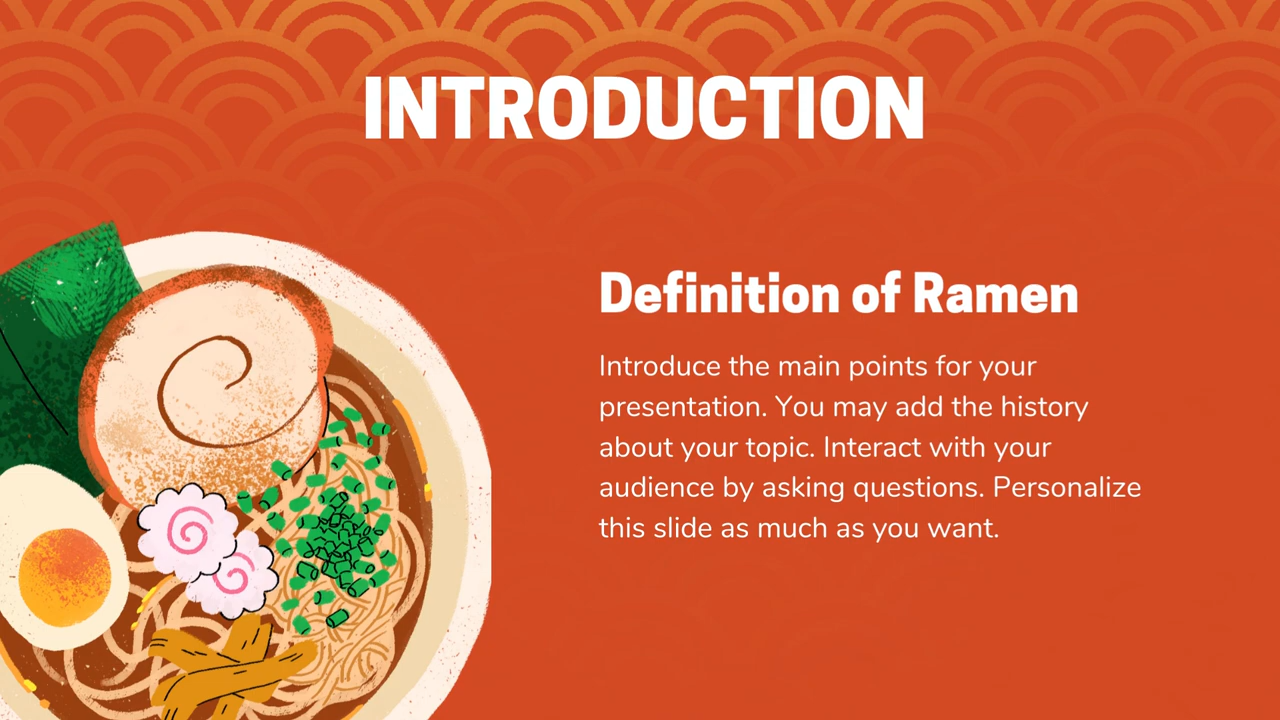 INTRODUCTION
Definition of Ramen
Introduce the main points for your
presentation. You may add the history
about your topic. Interact with your
audience by asking questions. Personalize
this slide as much as you want.